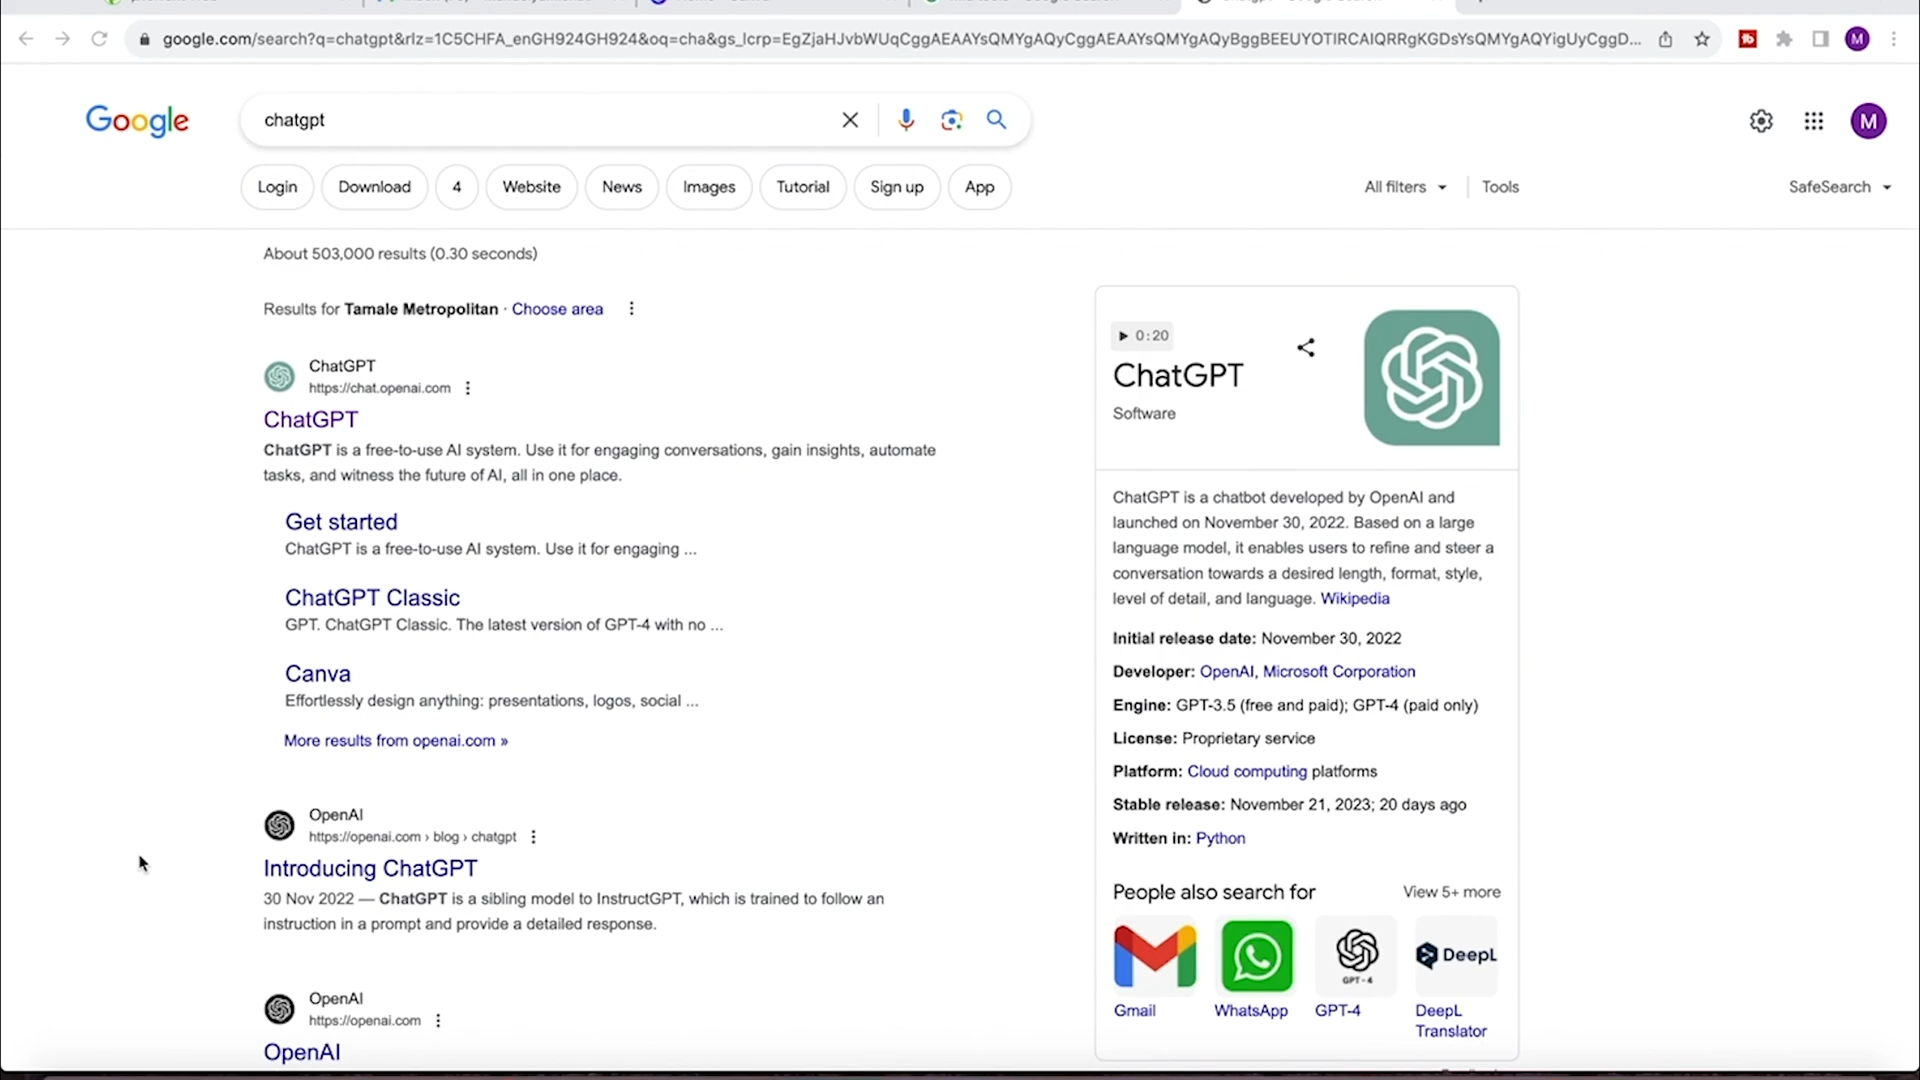 google.com/search?q=chatgpt&rlz=1C5CHFA_enGH924GH924&oq=cha&gs_lcrp=EgZjaHJvbWUqCggAEAAYsQMYgAQyCggAEAAYsQMYgAQyBggBEEUYOTIRCAIQRRgKGDsYsQMYgAQYigUyCggD...
M
Google
chatgpt
M
Login
Download
4
Website
News
Images
Tutorial
Sign up
App
All filters
Tools
SafeSearch
About 503,000 results (0.30 seconds)
Results for Tamale Metropolitan · Choose area
ChatGPT
https://chat.openai.com
ChatGPT
ChatGPT is a free-to-use AI system. Use it for engaging conversations, gain insights, automate
tasks, and witness the future of AI, all in one place.
Get started
ChatGPT is a free-to-use AI system. Use it for engaging ...
ChatGPT Classic
GPT. ChatGPT Classic. The latest version of GPT-4 with no ...
Canva
Effortlessly design anything: presentations, logos, social ...
More results from openai.com »
OpenAI
https://openai.com › blog › chatgpt
Introducing ChatGPT
30 Nov 2022 — ChatGPT is a sibling model to InstructGPT, which is trained to follow an
instruction in a prompt and provide a detailed response.
OpenAI
https://openai.com
OpenAI
0:20
ChatGPT
Software
ChatGPT is a chatbot developed by OpenAI and
launched on November 30, 2022. Based on a large
language model, it enables users to refine and steer a
conversation towards a desired length, format, style,
level of detail, and language. Wikipedia
Initial release date: November 30, 2022
Developer: OpenAI, Microsoft Corporation
Engine: GPT-3.5 (free and paid); GPT-4 (paid only)
License: Proprietary service
Platform: Cloud computing platforms
Stable release: November 21, 2023; 20 days ago
Written in: Python
People also search for
View 5+ more
GPT-4
DeepL
Gmail
WhatsApp
GPT-4
DeepL
Translator